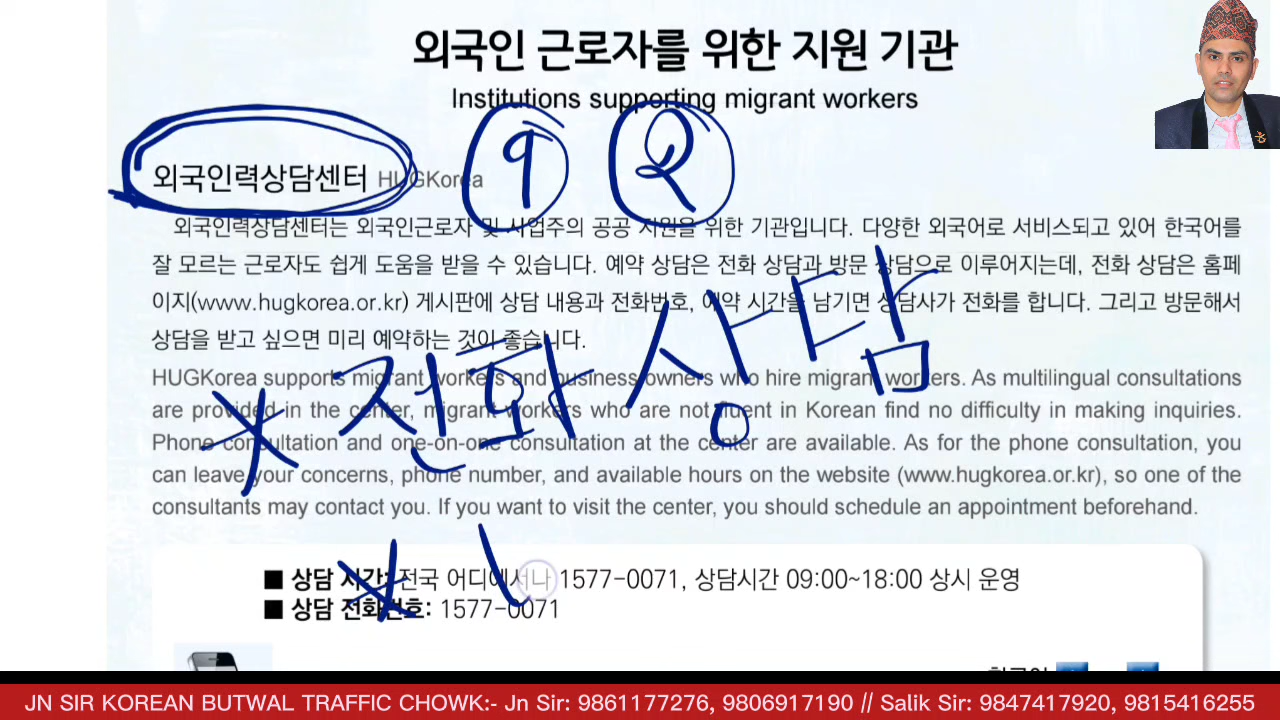 외국인 근로자를 위한 지원 기관
Institutions supporting migrant workers
외국인력상담센터 HUGKorea
१ २
외국인력상담센터는 외국인근로자 및 사업주의 공공 지원을 위한 기관입니다. 다양한 외국어로 서비스되고 있어 한국어를
잘 모르는 근로자도 쉽게 도움을 받을 수 있습니다. 예약 상담은 전화 상담과 방문 상담으로 이루어지는데, 전화 상담은 홈페
이지(www.hugkorea.or.kr) 게시판에 상담 내용과 전화번호, 예약 시간을 남기면 상담사가 전화를 합니다. 그리고 방문해서
상담을 받고 싶으면 미리 예약하는 것이 좋습니다.
전화 상담
HUGKorea supports migrant workers and business owners who hire migrant workers. As multilingual consultations
are provided in the center, migrant workers who are not fluent in Korean find no difficulty in making inquiries.
Phone consultation and one-on-one consultation at the center are available. As for the phone consultation, you
can leave your concerns, phone number, and available hours on the website (www.hugkorea.or.kr), so one of the
consultants may contact you. If you want to visit the center, you should schedule an appointment beforehand.
■ 상담 시간: 전국 어디에서나 1577-0071, 상담시간 09:00~18:00 상시 운영
■ 상담 전화번호: 1577-0071
JN SIR KOREAN BUTWAL TRAFFIC CHOWK:- Jn Sir: 9861177276, 9806917190 // Salik Sir: 9847417920, 9815416255